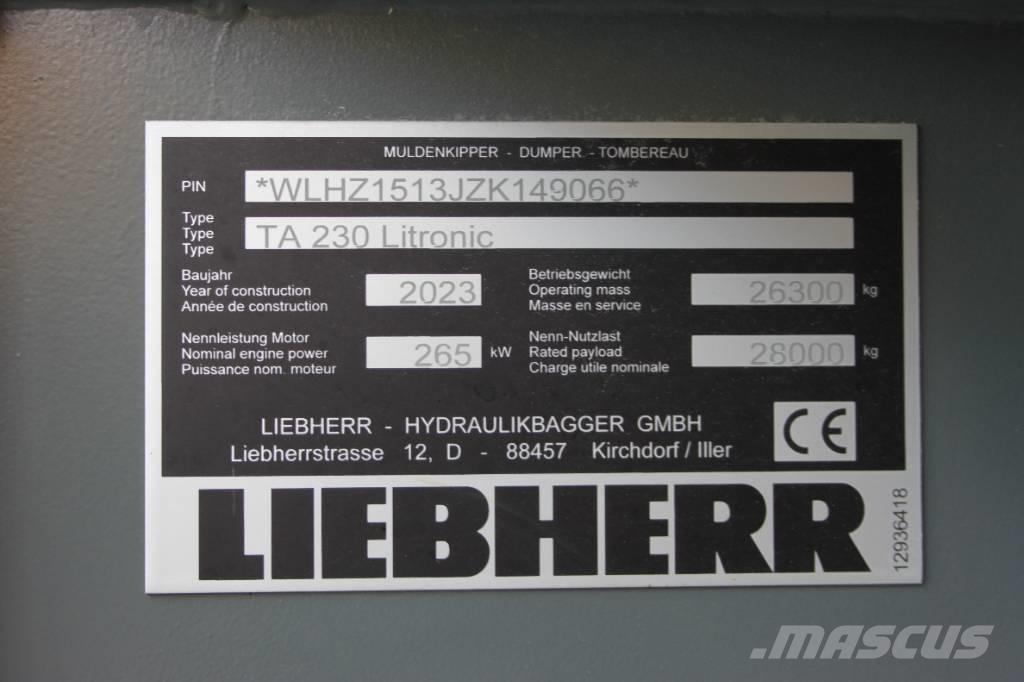 MULDENKIPPER - DUMPER - TOMBEREAU
PIN *WLHZ1513JZK149066*
Type
Type TA 230 Litronic
Type
Baujahr
Year of construction 2023
Année de construction
Betriebsgewicht
Operating mass 26300 kg
Masse en service
Nennleistung Motor
Nominal engine power 265 kW
Puissance nom. moteur
Nenn-Nutzlast
Rated payload 28000 kg
Charge utile nominale
LIEBHERR - HYDRAULIKBAGGER GMBH
Liebherrstrasse 12, D - 88457 Kirchdorf / Iller
CE
LIEBHERR
12936418
MASCUS